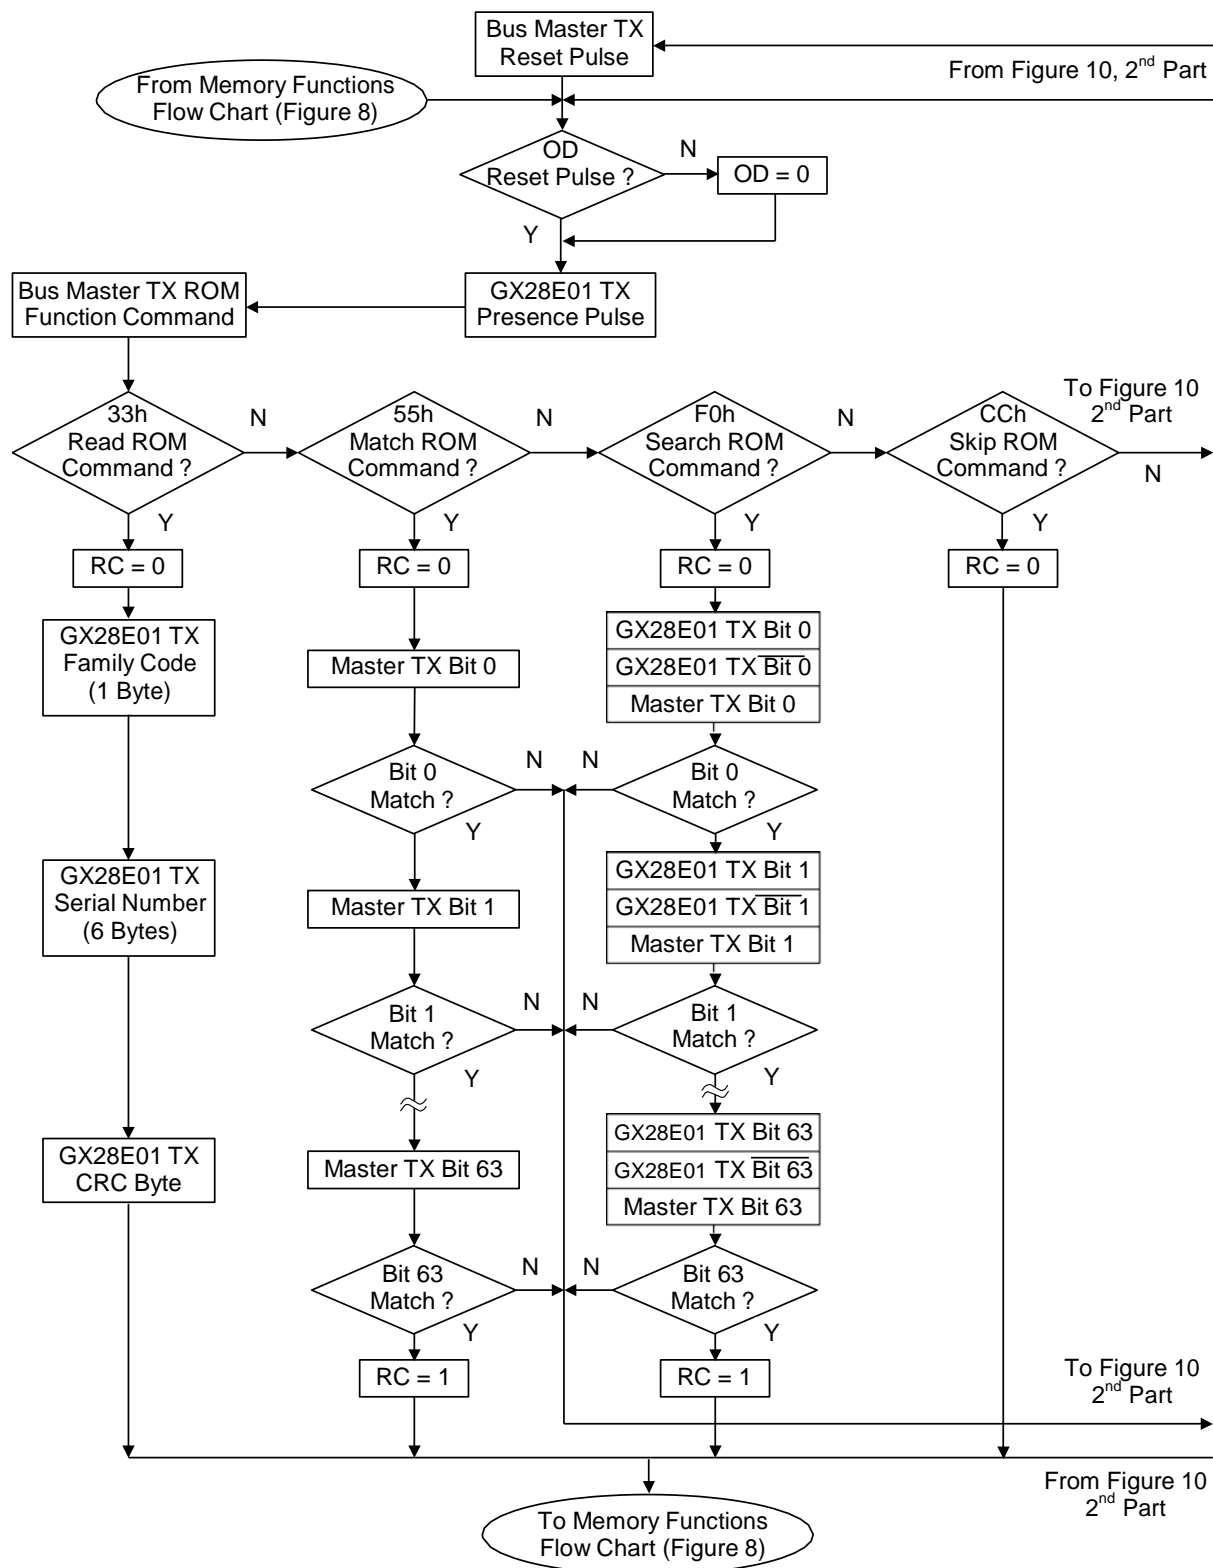 Bus Master TX
Reset Pulse
From Figure 10, 2nd Part
From Memory Functions
Flow Chart (Figure 8)
OD
Reset Pulse ?
N
OD = 0
Y
Bus Master TX ROM
Function Command
GX28E01 TX
Presence Pulse
To Figure 10
2nd Part
33h
Read ROM
Command ?
N
55h
Match ROM
Command ?
N
F0h
Search ROM
Command ?
N
CCh
Skip ROM
Command ?
N
Y
Y
Y
Y
RC = 0
RC = 0
RC = 0
RC = 0
GX28E01 TX
Family Code
(1 Byte)
Master TX Bit 0
GX28E01 TX Bit 0
GX28E01 TX Bit 0
Master TX Bit 0
Bit 0
Match ?
N
N
Bit 0
Match ?
Y
Y
GX28E01 TX
Serial Number
(6 Bytes)
Master TX Bit 1
GX28E01 TX Bit 1
GX28E01 TX Bit 1
Master TX Bit 1
Bit 1
Match ?
N
N
Bit 1
Match ?
Y
Y
GX28E01 TX
CRC Byte
Master TX Bit 63
GX28E01 TX Bit 63
GX28E01 TX Bit 63
Master TX Bit 63
Bit 63
Match ?
N
N
Bit 63
Match ?
Y
Y
RC = 1
RC = 1
To Figure 10
2nd Part
From Figure 10
2nd Part
To Memory Functions
Flow Chart (Figure 8)